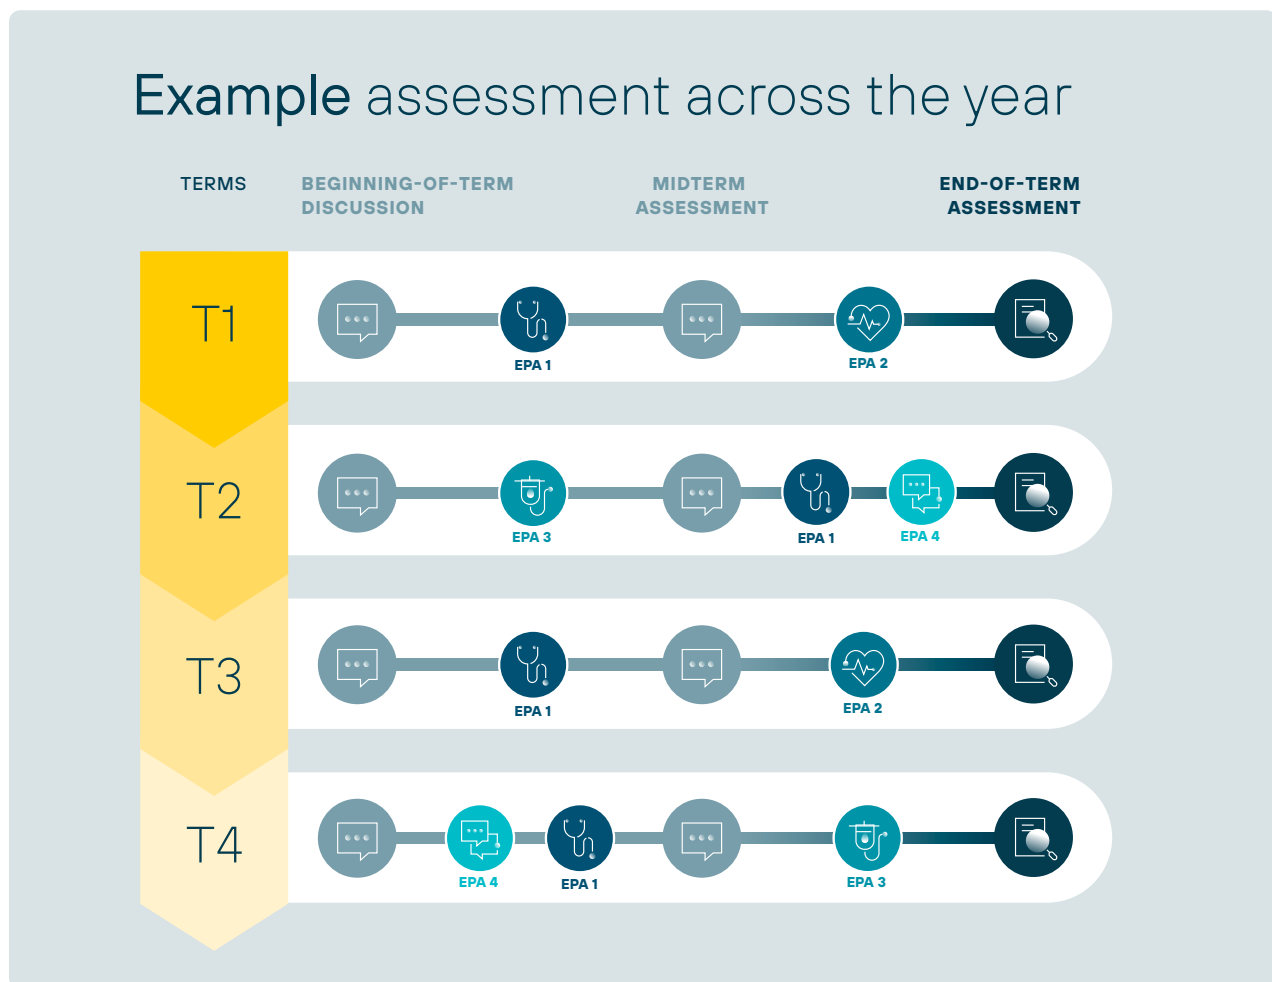 Example assessment across the year
TERMS
BEGINNING-OF-TERM
DISCUSSION
MIDTERM
ASSESSMENT
END-OF-TERM
ASSESSMENT
T1
EPA 1
EPA 2
T2
EPA 3
EPA 1
EPA 4
T3
EPA 1
EPA 2
T4
EPA 4
EPA 1
EPA 3